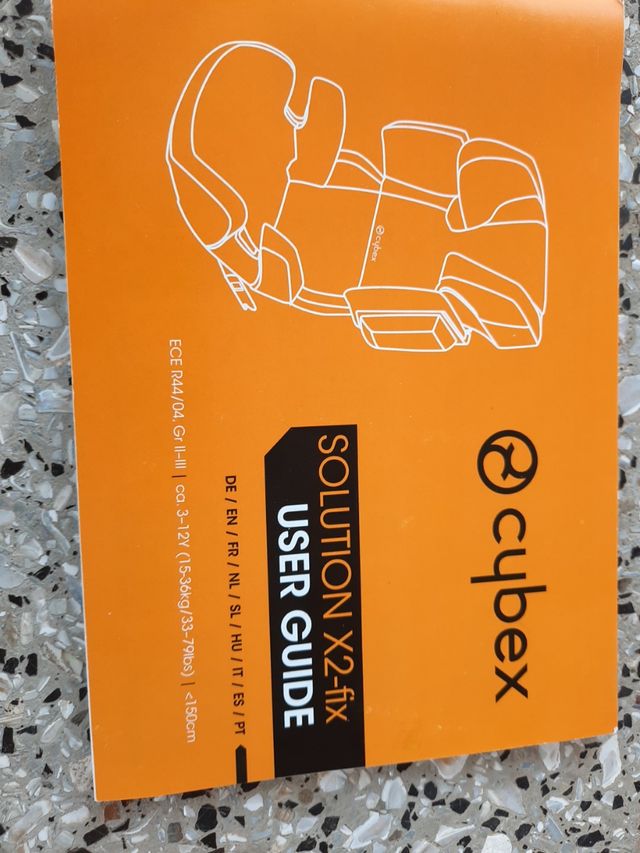 cybex
cybex
SOLUTION X2-fix
USER GUIDE
DE / EN / FR / NL / SL / HU / IT / ES / PT
ECE R44/04, Gr II-III | ca. 3-12Y (15-36kg/33-79lbs) | <150cm